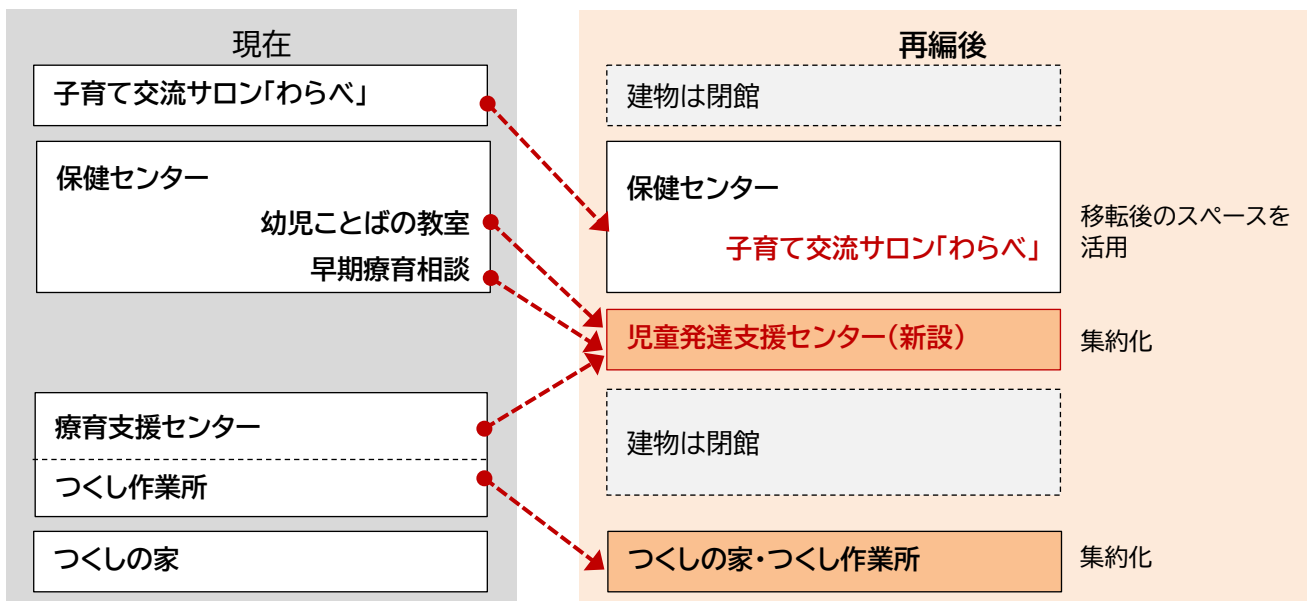 現在
子育て交流サロン「わらべ」
保健センター
幼児ことばの教室
早期療育相談
療育支援センター
つくし作業所
つくしの家
再編後
建物は閉館
保健センター
子育て交流サロン「わらべ」
移転後のスペースを
活用
児童発達支援センター(新設)
集約化
建物は閉館
つくしの家・つくし作業所
集約化